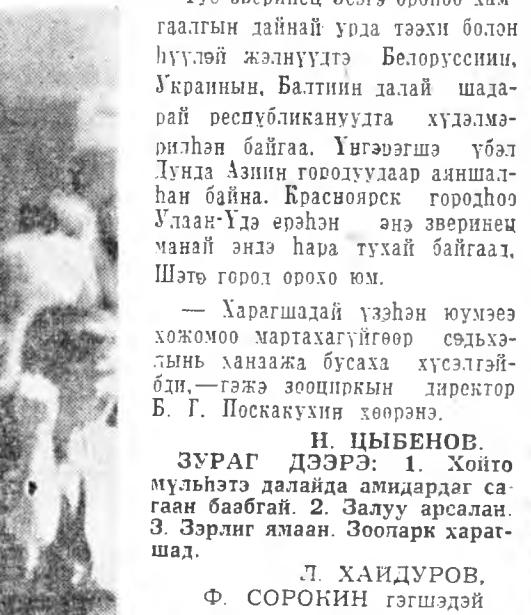 гаалгын дайнай урда тээхи болон
һүүлэй жэлнүүдтэ Белоруссиин,
Украинын, Балтиин далай шада-
рай республикануудта хүдэлмэ-
рилһэн байгаа. Үнгэрэгшэ үбэл
Дунда Азиин городуудаар аяншал-
һан байна. Красноярск городһоо
Улаан-Үдэ ерэһэн энэ зверинец
манай эндэ һара тухай байгаад,
Шэтэ город орохо юм.
— Харагшадай үзэһэн юумэеэ
хожомоо мартахагүйгөөр сэдьхэ-
лынь ханаажа бусаха хүсэлгэй-
бди,—гэжэ зооциркын директор
Б. Г. Поскакухин хөөрэнэ.
Н. ЦЫБЕНОВ.
ЗУРАГ ДЭЭРЭ: 1. Хойто
мүльһэтэ далайда амидардаг са-
гаан баабгай. 2. Залуу арсалан.
3. Зэрлиг ямаан. Зоопарк хараг-
шад.
Л. ХАЙДУРОВ,
Ф. СОРОКИН гэгшэдэй